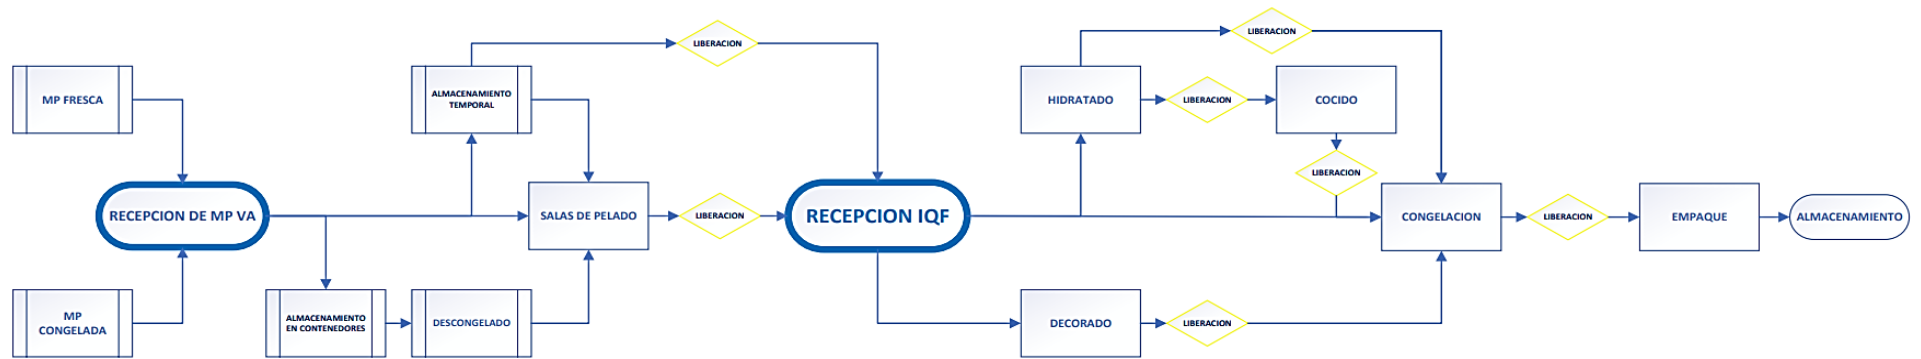 MP FRESCA
RECEPCION DE MP VA
MP
CONGELADA
ALMACENAMIENTO
EN CONTENEDORES
DESCONGELADO
ALMACENAMIENTO
TEMPORAL
LIBERACION
SALAS DE PELADO
LIBERACION
RECEPCION IQF
HIDRATADO
LIBERACION
LIBERACION
COCIDO
LIBERACION
DECORADO
LIBERACION
CONGELACION
LIBERACION
EMPAQUE
ALMACENAMIENTO